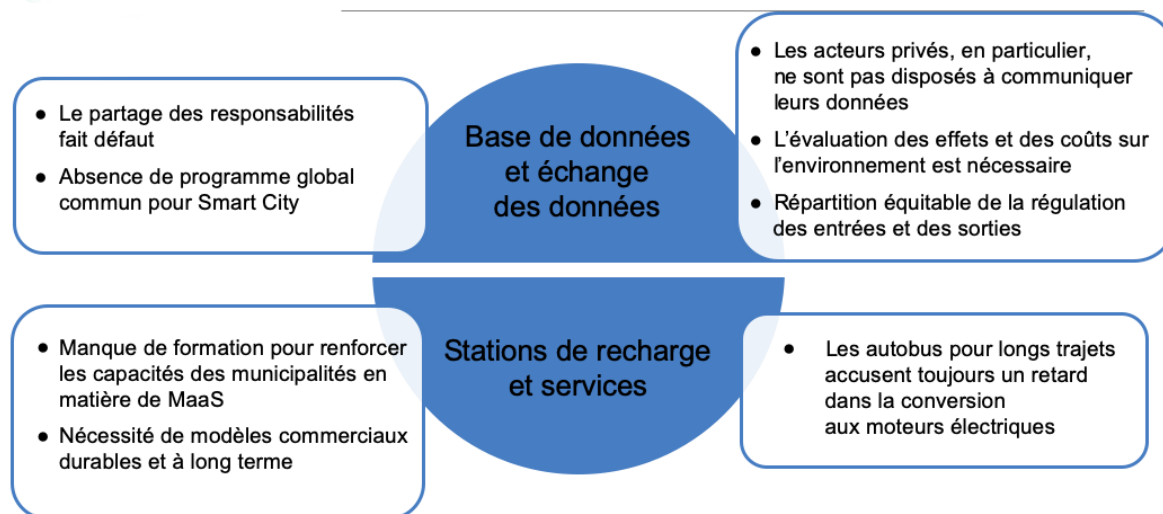 ● Le partage des responsabilités
fait défaut
● Absence de programme global
commun pour Smart City
Base de données
et échange
des données
● Les acteurs privés, en particulier,
ne sont pas disposés à communiquer
leurs données
● L'évaluation des effets et des coûts sur
l'environnement est nécessaire
● Répartition équitable de la régulation
des entrées et des sorties
● Manque de formation pour renforcer
les capacités des municipalités en
matière de MaaS
● Nécessité de modèles commerciaux
durables et à long terme
Stations de recharge
et services
● Les autobus pour longs trajets
accusent toujours un retard
dans la conversion
aux moteurs électriques